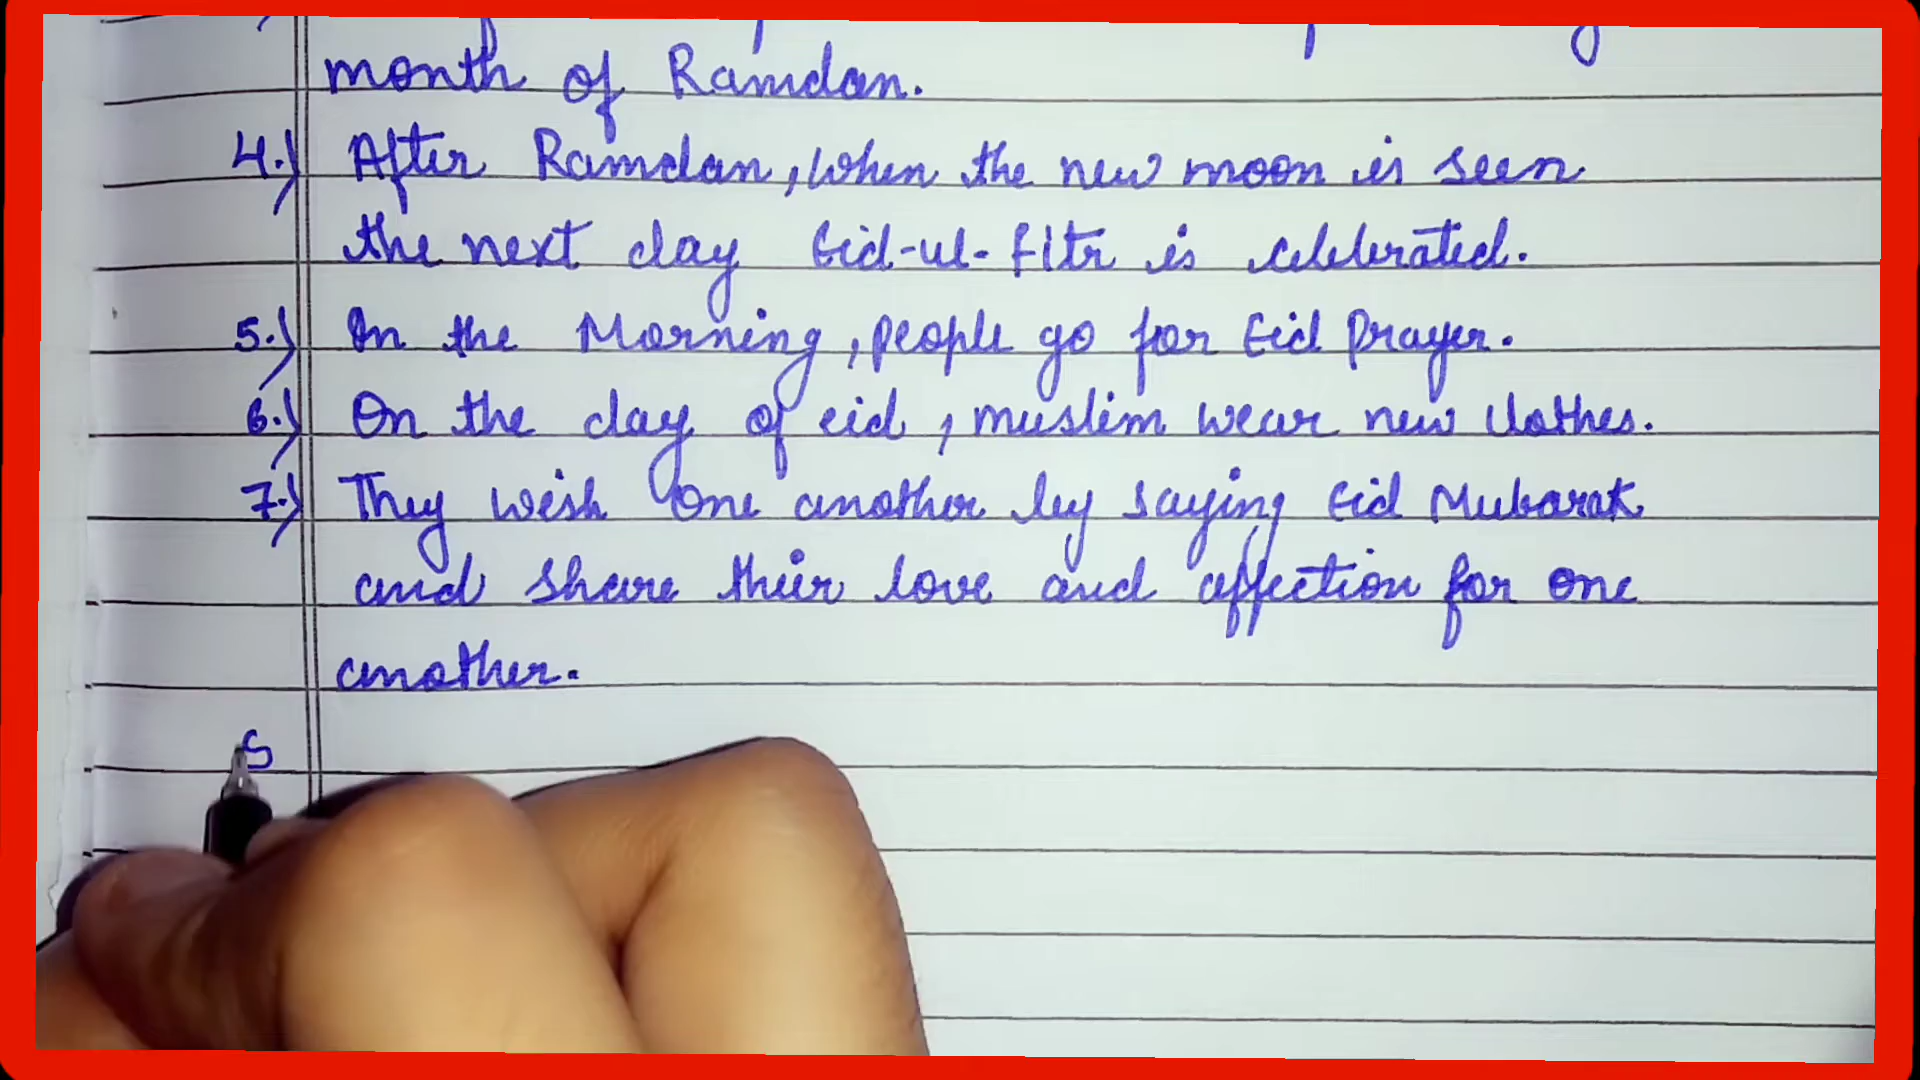 month of Ramdan.
4.) After Ramdan, when the new moon is seen
the next day Eid-ul-Fitr is celebrated.
5.) In the Morning, people go for Eid Prayer.
6.) On the day of eid, muslim wear new clothes.
7.) They wish one another by saying Eid Mubarak
and share their love and affection for one
another.